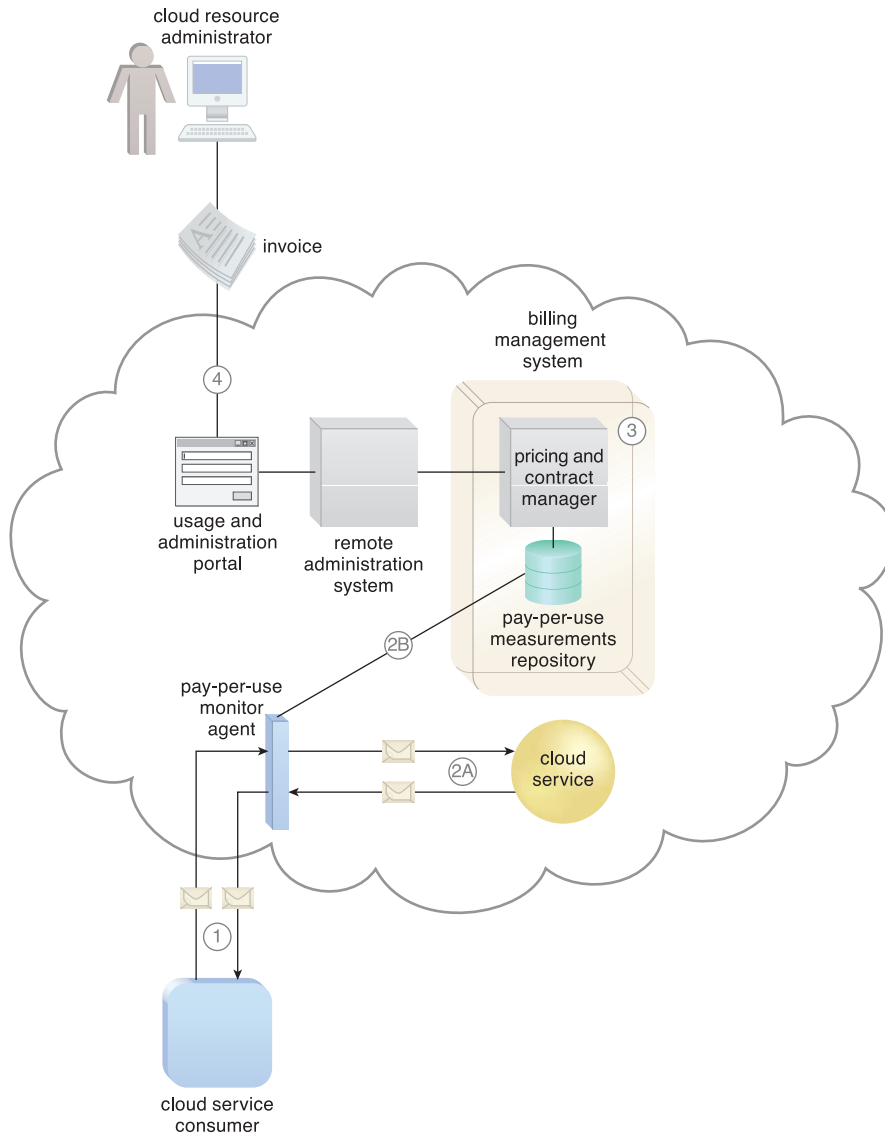 cloud resource
administrator
invoice
billing
management
system
4
3
pricing and
contract
manager
usage and
administration
portal
remote
administration
system
pay-per-use
measurements
repository
2B
pay-per-use
monitor
agent
2A
cloud
service
1
cloud service
consumer